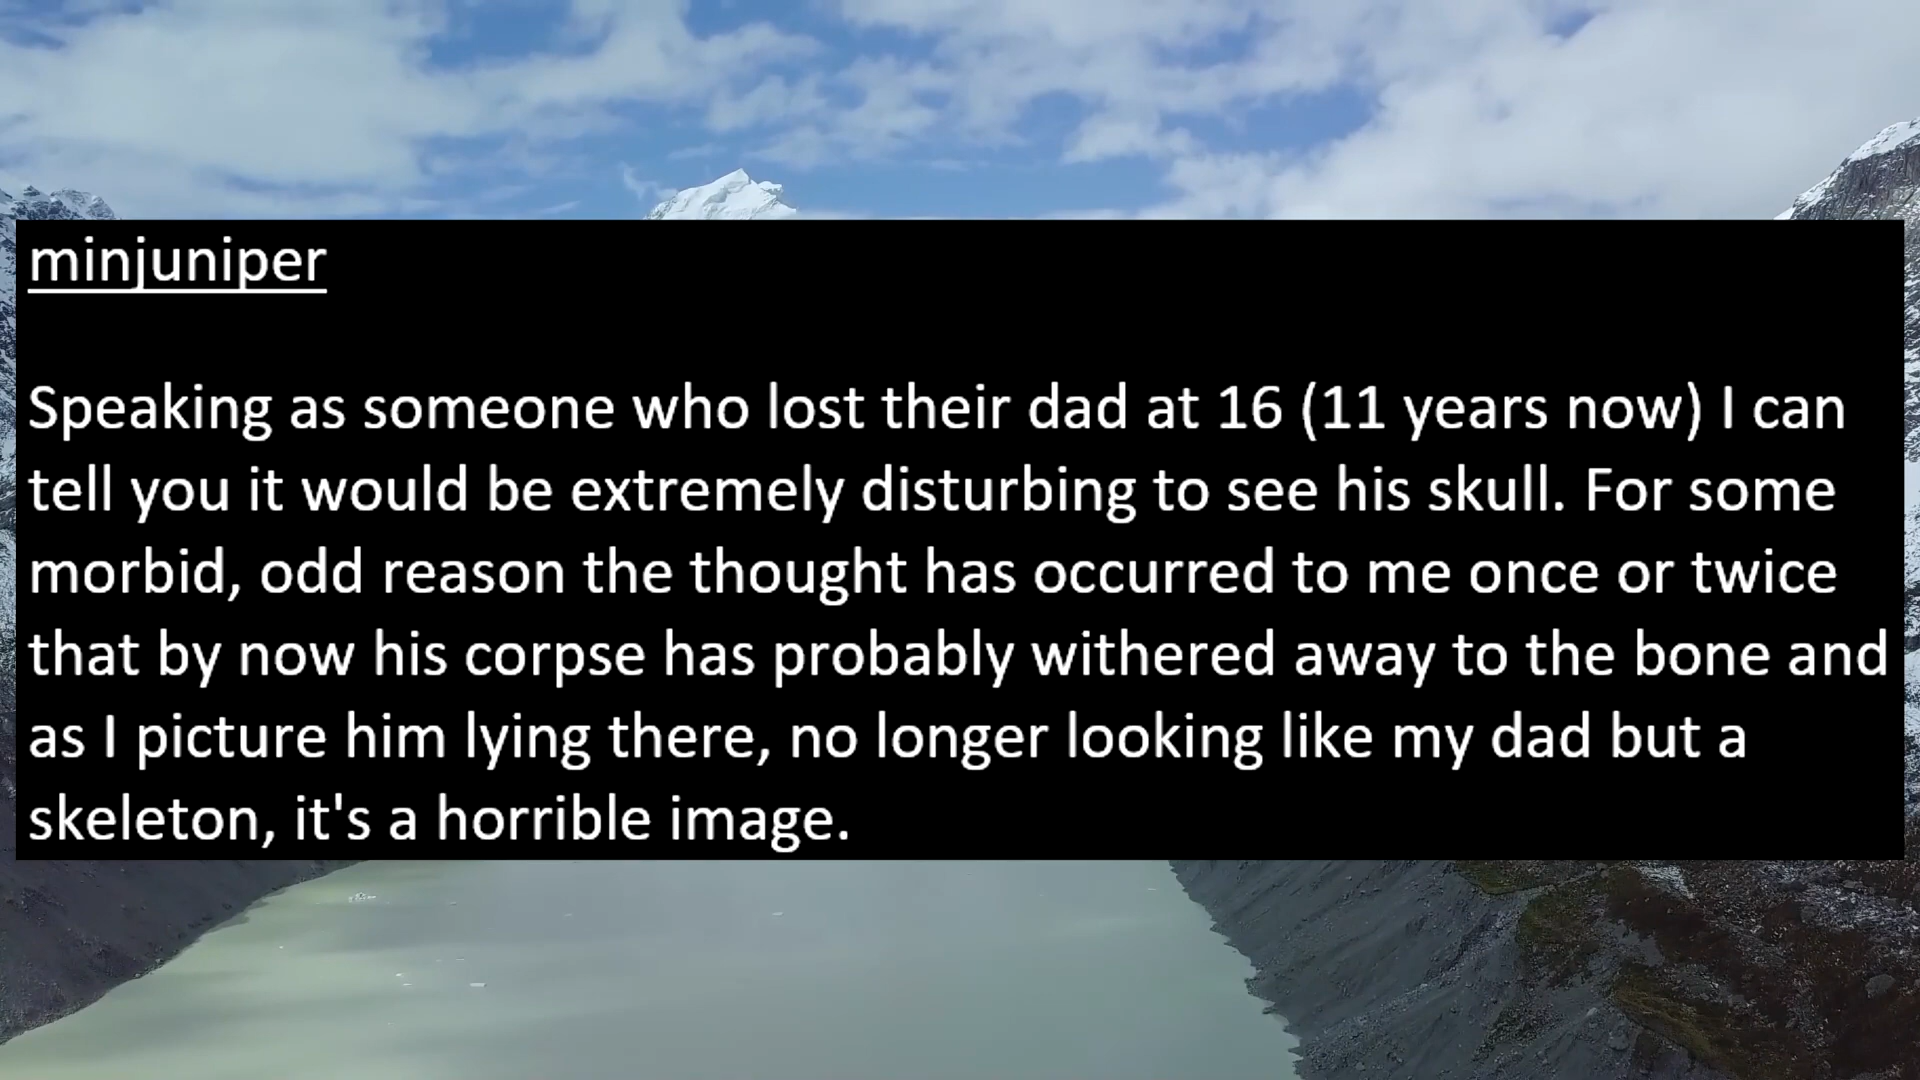 minjuniper
Speaking as someone who lost their dad at 16 (11 years now) I can
tell you it would be extremely disturbing to see his skull. For some
morbid, odd reason the thought has occurred to me once or twice
that by now his corpse has probably withered away to the bone and
as I picture him lying there, no longer looking like my dad but a
skeleton, it's a horrible image.